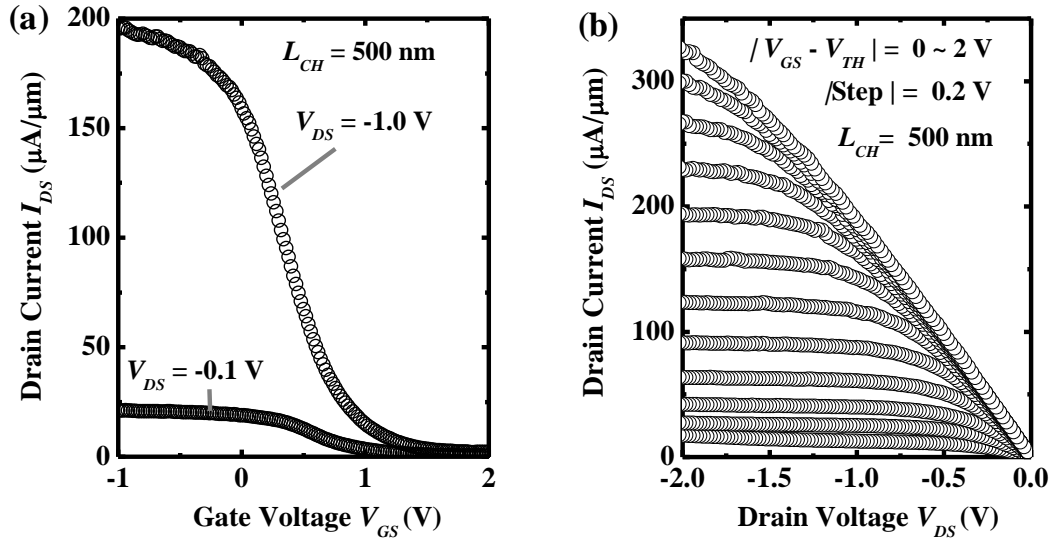 (a)
200
150
100
50
0
-1
0
1
2
Drain Current I_DS (μA/μm)
Gate Voltage V_GS (V)
L_CH = 500 nm
V_DS = -1.0 V
V_DS = -0.1 V
(b)
300
200
100
0
-2.0
-1.5
-1.0
-0.5
0.0
Drain Current I_DS (μA/μm)
Drain Voltage V_DS (V)
/ V_GS - V_TH | = 0 ~ 2 V
/Step | = 0.2 V
L_CH = 500 nm